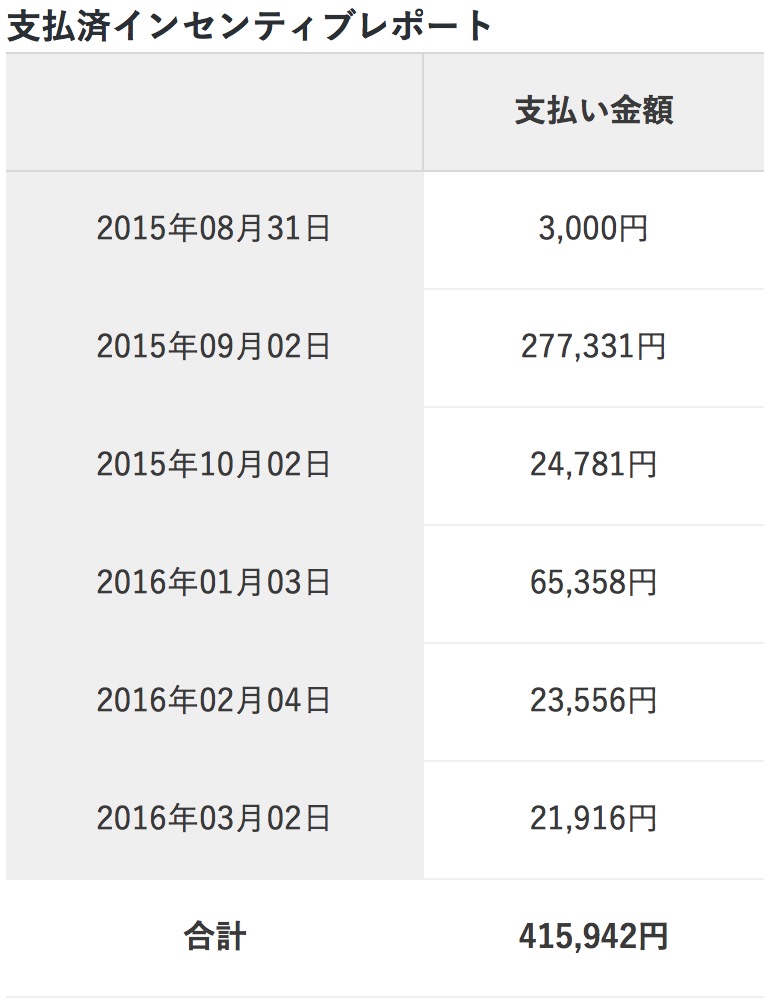 支払済インセンティブレポート
支払い金額
2015年08月31日 3,000円
2015年09月02日 277,331円
2015年10月02日 24,781円
2016年01月03日 65,358円
2016年02月04日 23,556円
2016年03月02日 21,916円
合計 415,942円